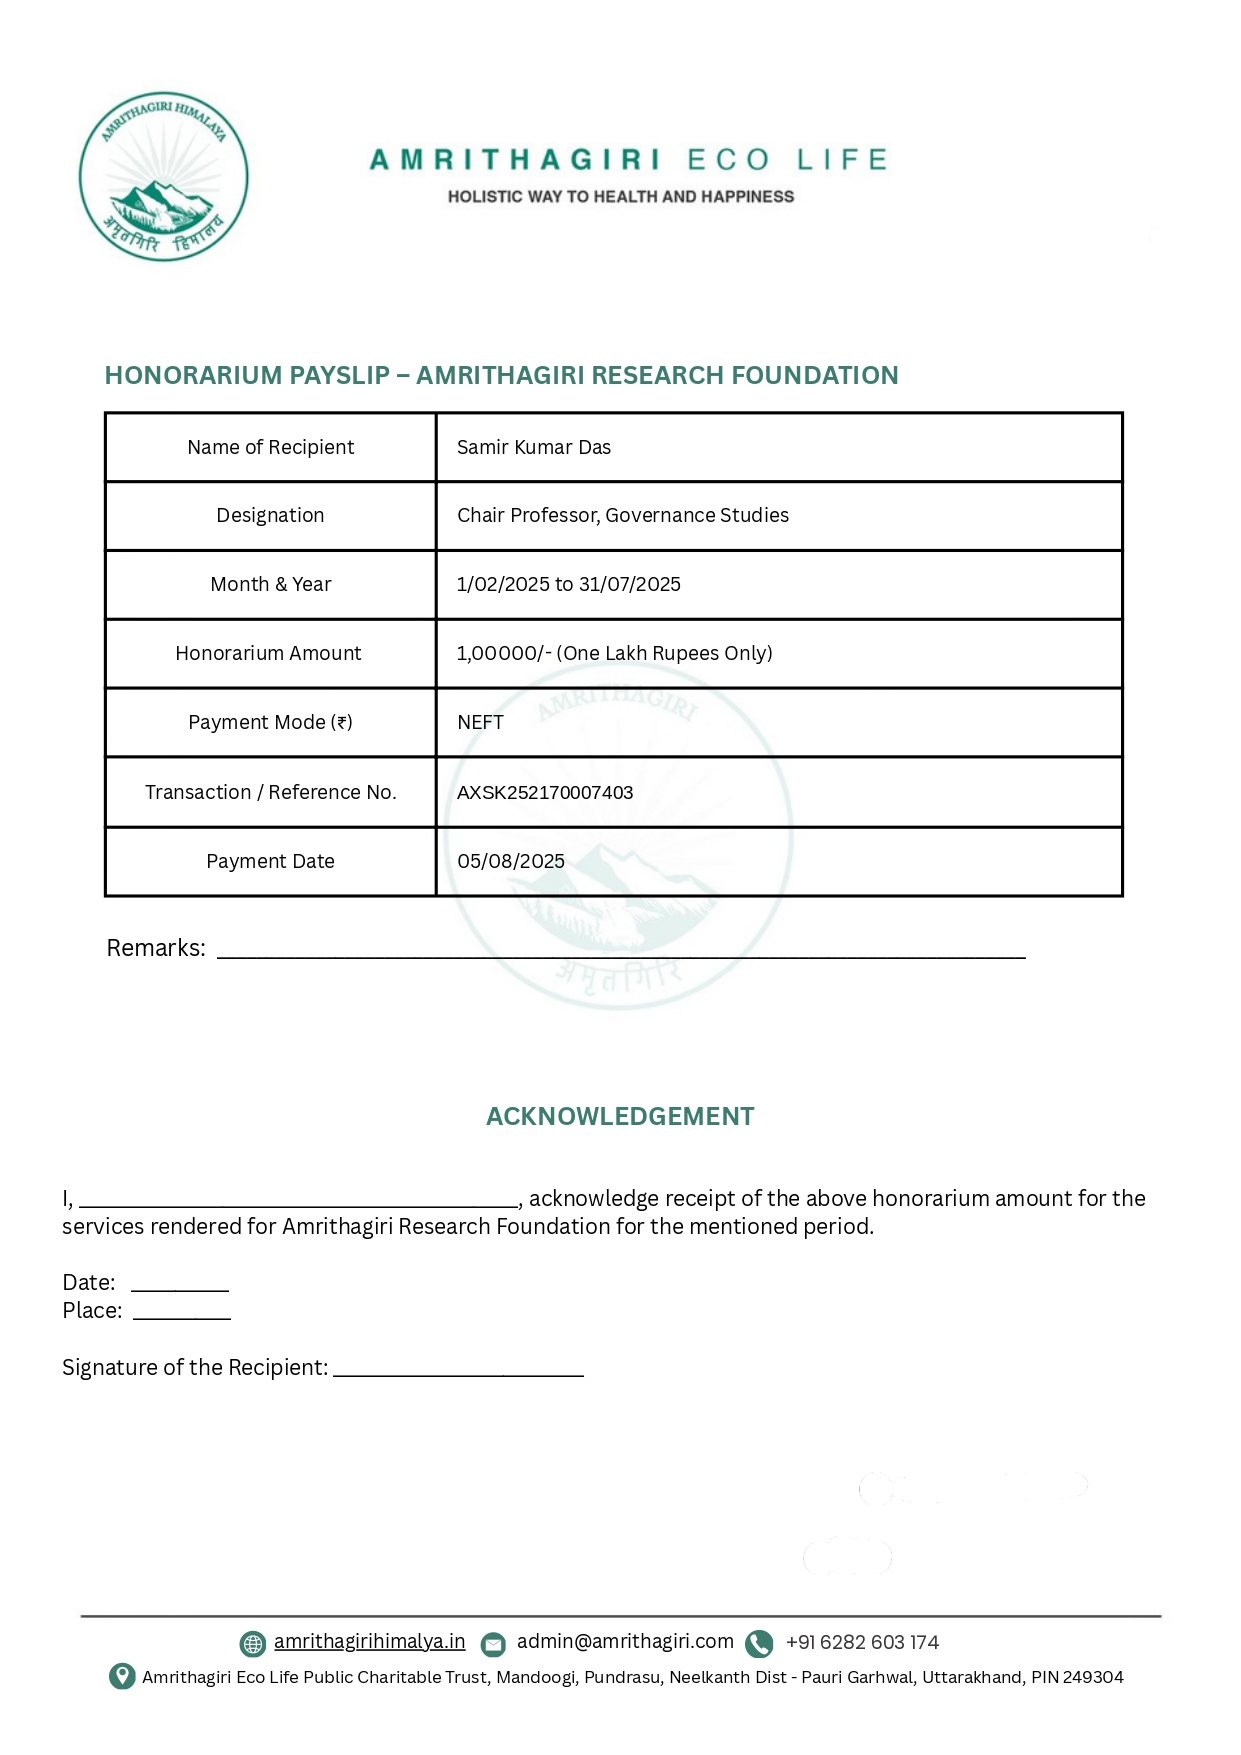 AMRITHAGIRI HIMALAYA
अमृतगिरि हिमालय
AMRITHAGIRI ECO LIFE
HOLISTIC WAY TO HEALTH AND HAPPINESS
HONORARIUM PAYSLIP – AMRITHAGIRI RESEARCH FOUNDATION
Name of Recipient Samir Kumar Das
Designation Chair Professor, Governance Studies
Month & Year 1/02/2025 to 31/07/2025
Honorarium Amount 1,00000/- (One Lakh Rupees Only)
AMRITHAGIRI
Payment Mode (₹) NEFT
Transaction / Reference No. AXSK252170007403
Payment Date 05/08/2025
Remarks: ______________________________
अमृतगिरि
ACKNOWLEDGEMENT
I, ______________________________, acknowledge receipt of the above honorarium amount for the
services rendered for Amrithagiri Research Foundation for the mentioned period.
Date: ________
Place: ________
Signature of the Recipient: ____________________
amrithagirihimalya.in admin@amrithagiri.com +91 6282 603 174
Amrithagiri Eco Life Public Charitable Trust, Mandoogi, Pundrasu, Neelkanth Dist - Pauri Garhwal, Uttarakhand, PIN 249304